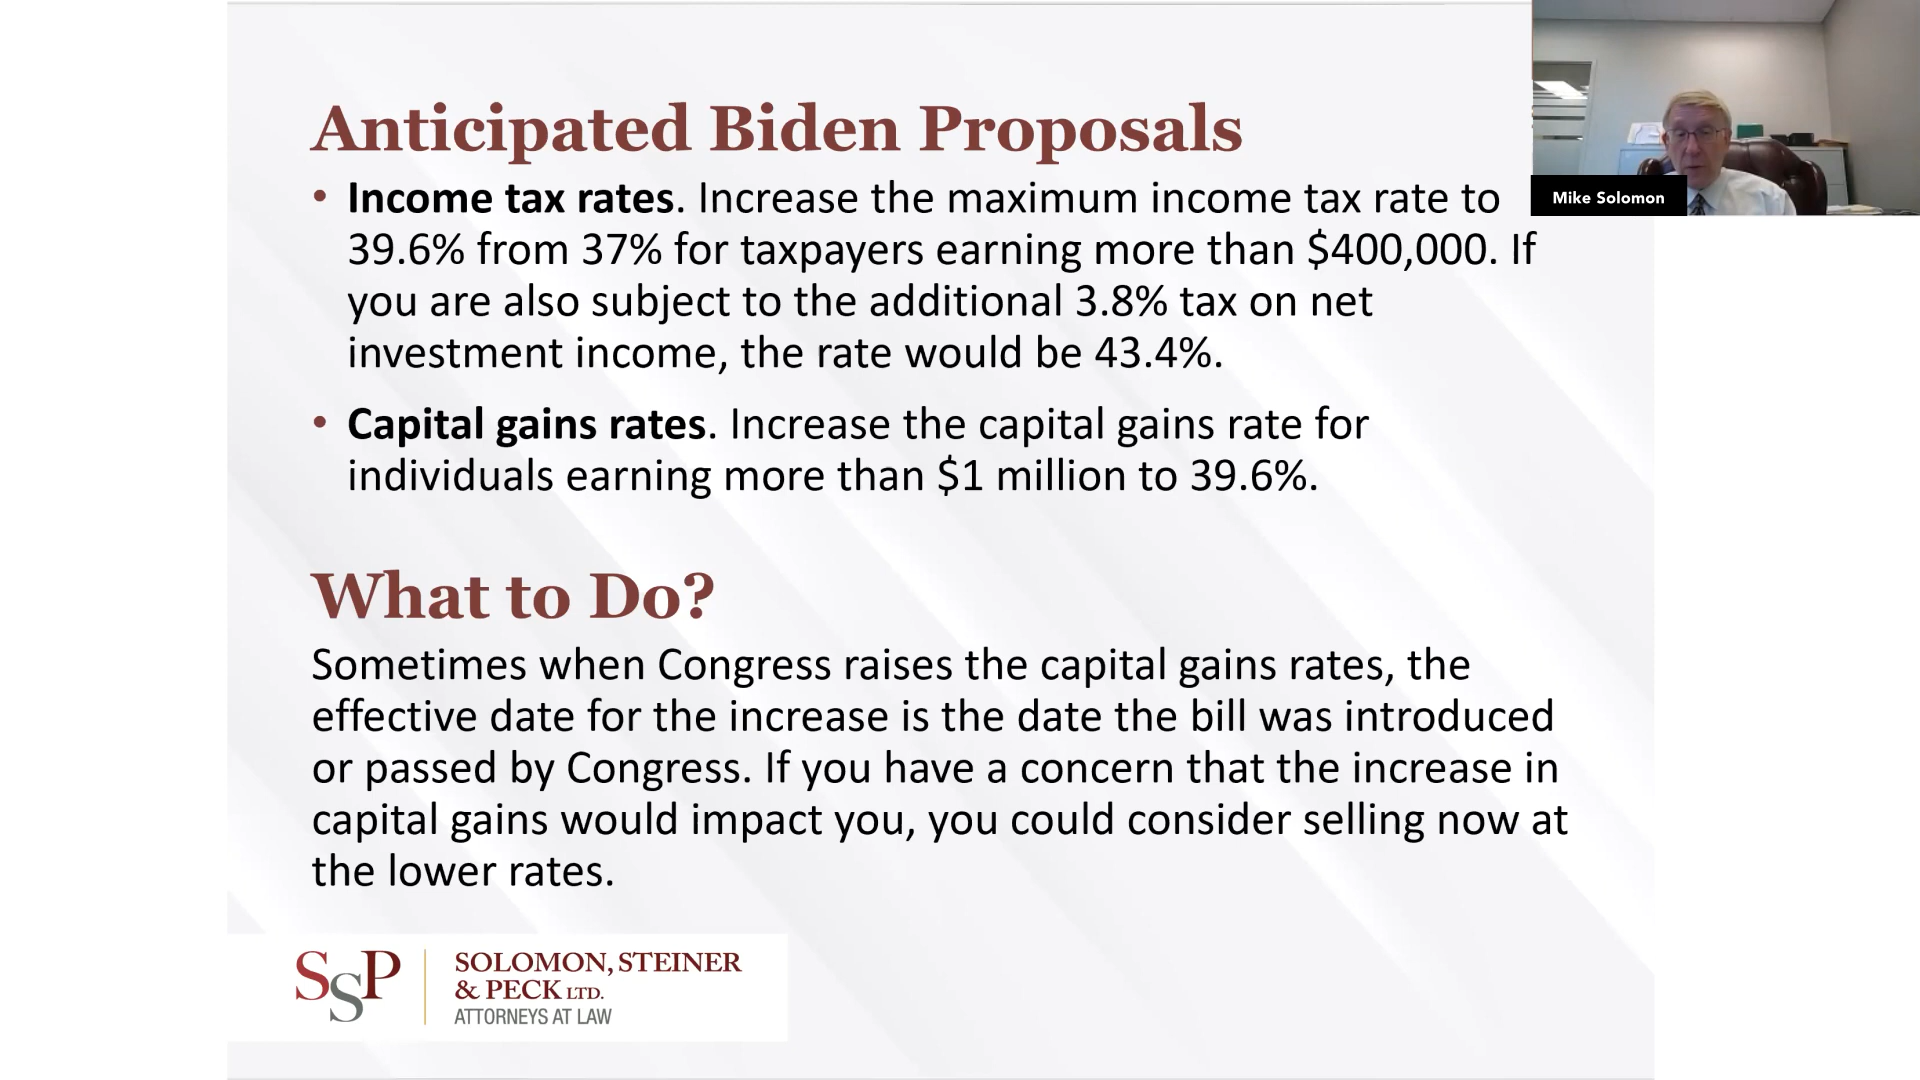 Anticipated Biden Proposals
• Income tax rates. Increase the maximum income tax rate to
39.6% from 37% for taxpayers earning more than $400,000. If
you are also subject to the additional 3.8% tax on net
investment income, the rate would be 43.4%.
• Capital gains rates. Increase the capital gains rate for
individuals earning more than $1 million to 39.6%.
What to Do?
Sometimes when Congress raises the capital gains rates, the
effective date for the increase is the date the bill was introduced
or passed by Congress. If you have a concern that the increase in
capital gains would impact you, you could consider selling now at
the lower rates.
SSP
SOLOMON, STEINER
& PECK LTD.
ATTORNEYS AT LAW
Mike Solomon